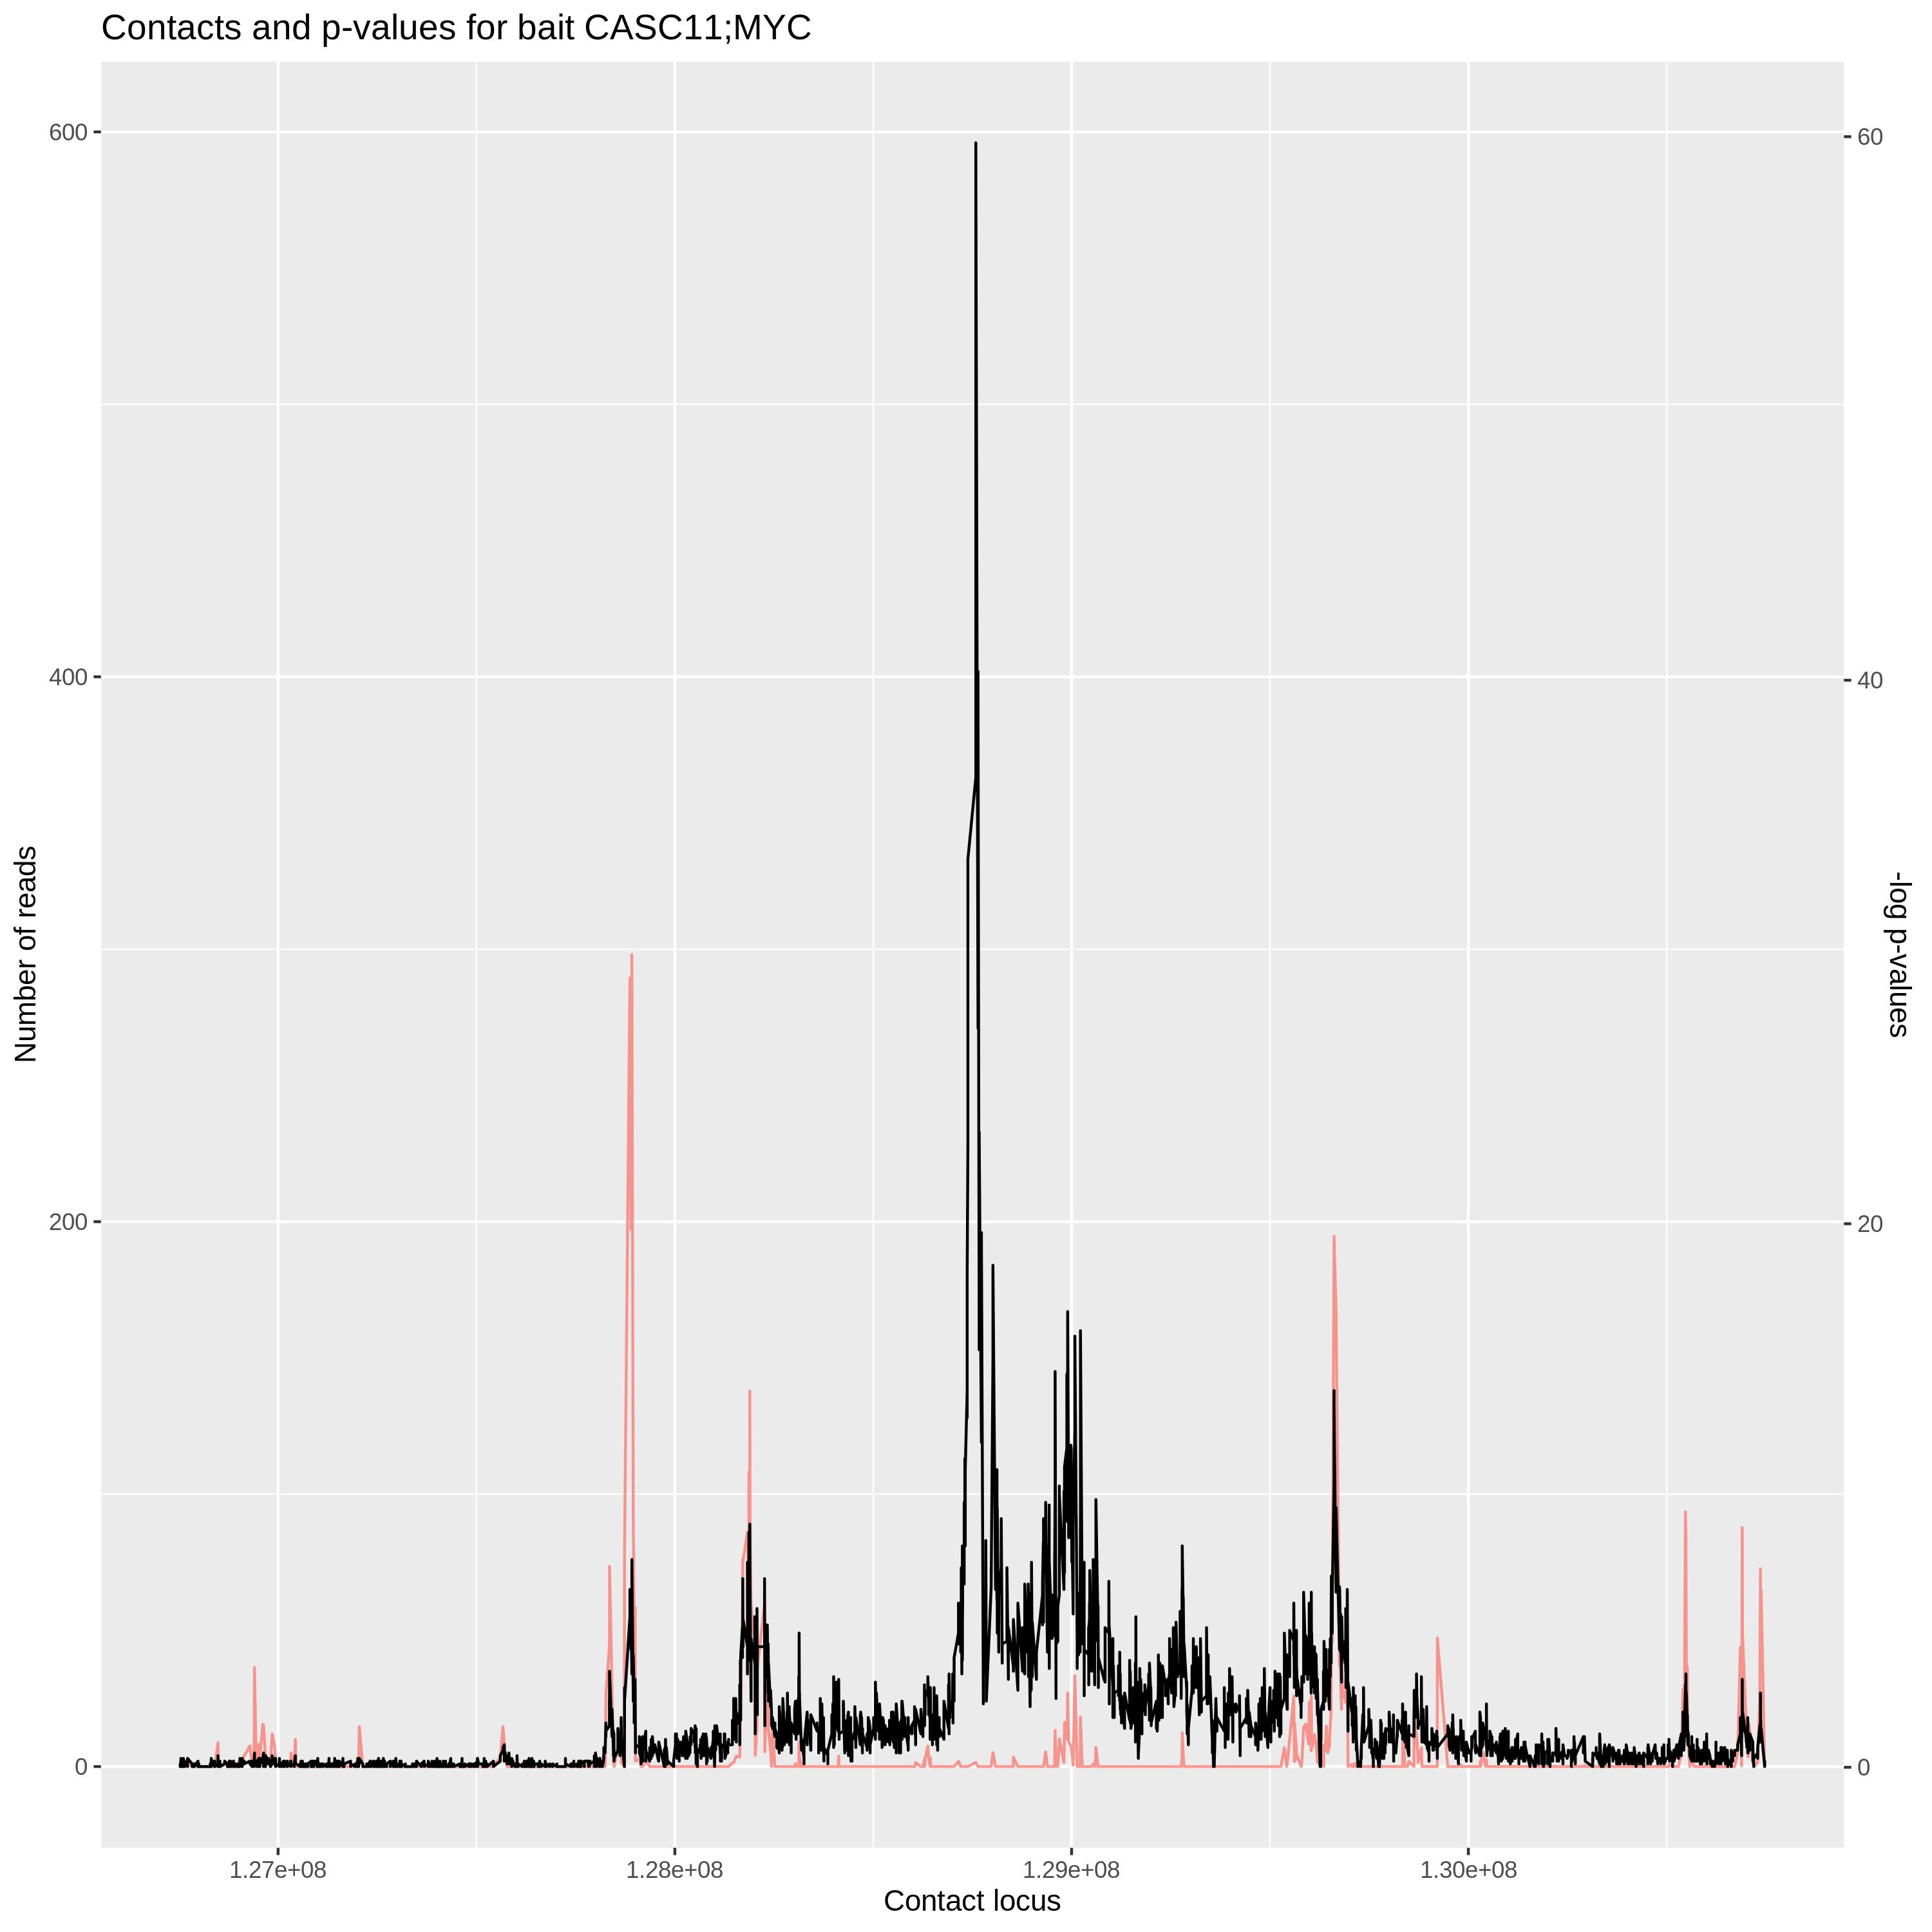 Contacts and p-values for bait CASC11;MYC
Number of reads
600
400
200
0
60
40
20
0
-log p-values
1.27e+08
1.28e+08
1.29e+08
1.30e+08
Contact locus